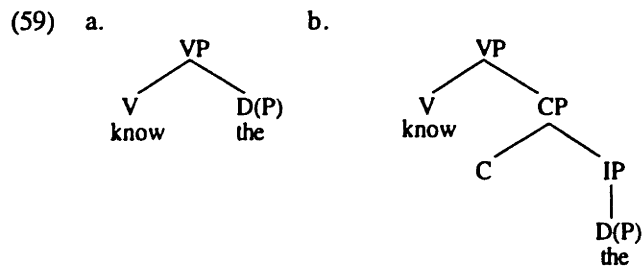 (59) a. b.
VP VP
V D(P) V CP
know the know
C IP
D(P)
the